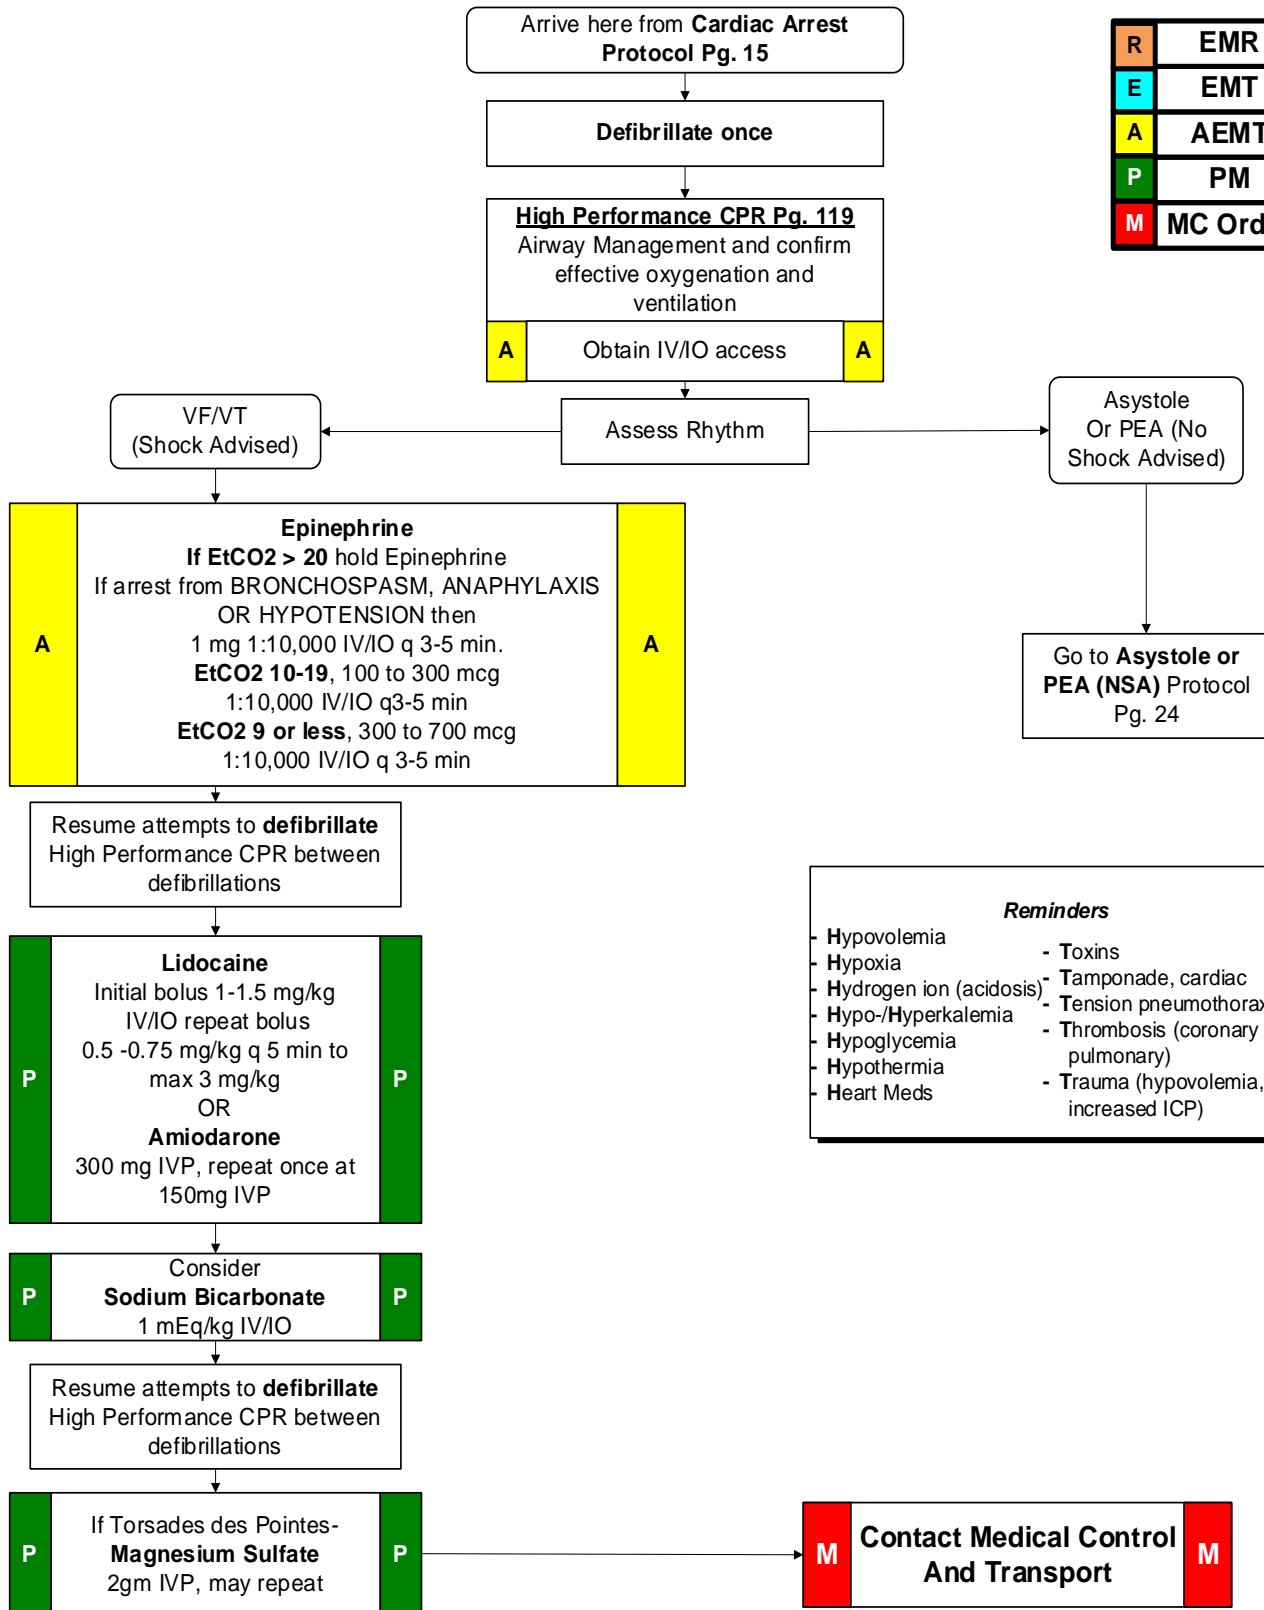 Arrive here from Cardiac Arrest
Protocol Pg. 15
R EMR
E EMT
A AEMT
P PM
M MC
Defibrillate once
High Performance CPR Pg. 119
Airway Management and confirm
effective oxygenation and
ventilation
A Obtain IV/IO access A
Assess Rhythm
VF/VT
(Shock Advised)
Asystole
Or PEA (No
Shock Advised)
A
Epinephrine
If EtCO2 > 20 hold Epinephrine
If arrest from BRONCHOSPASM, ANAPHYLAXIS
OR HYPOTENSION then
1 mg 1:10,000 IV/IO q 3-5 min.
EtCO2 10-19, 100 to 300 mcg
1:10,000 IV/IO q3-5 min
EtCO2 9 or less, 300 to 700 mcg
1:10,000 IV/IO q 3-5 min
A
Go to Asystole or
PEA (NSA) Protocol
Pg. 24
Resume attempts to defibrillate
High Performance CPR between
defibrillations
Reminders
- Hypovolemia
- Hypoxia
- Hydrogen ion (acidosis)
- Hypo-/Hyperkalemia
- Hypoglycemia
- Hypothermia
- Heart Meds
- Toxins
- Tamponade, cardiac
- Tension pneumothorax
- Thrombosis (coronary
pulmonary)
- Trauma (hypovolemia,
increased ICP)
P
Lidocaine
Initial bolus 1-1.5 mg/kg
IV/IO repeat bolus
0.5 -0.75 mg/kg q 5 min to
max 3 mg/kg
OR
Amiodarone
300 mg IVP, repeat once at
150mg IVP
P
P
Consider
Sodium Bicarbonate
1 mEq/kg IV/IO
P
Resume attempts to defibrillate
High Performance CPR between
defibrillations
P
If Torsades des Pointes-
Magnesium Sulfate
2gm IVP, may repeat
P
M
Contact Medical Control
And Transport
M